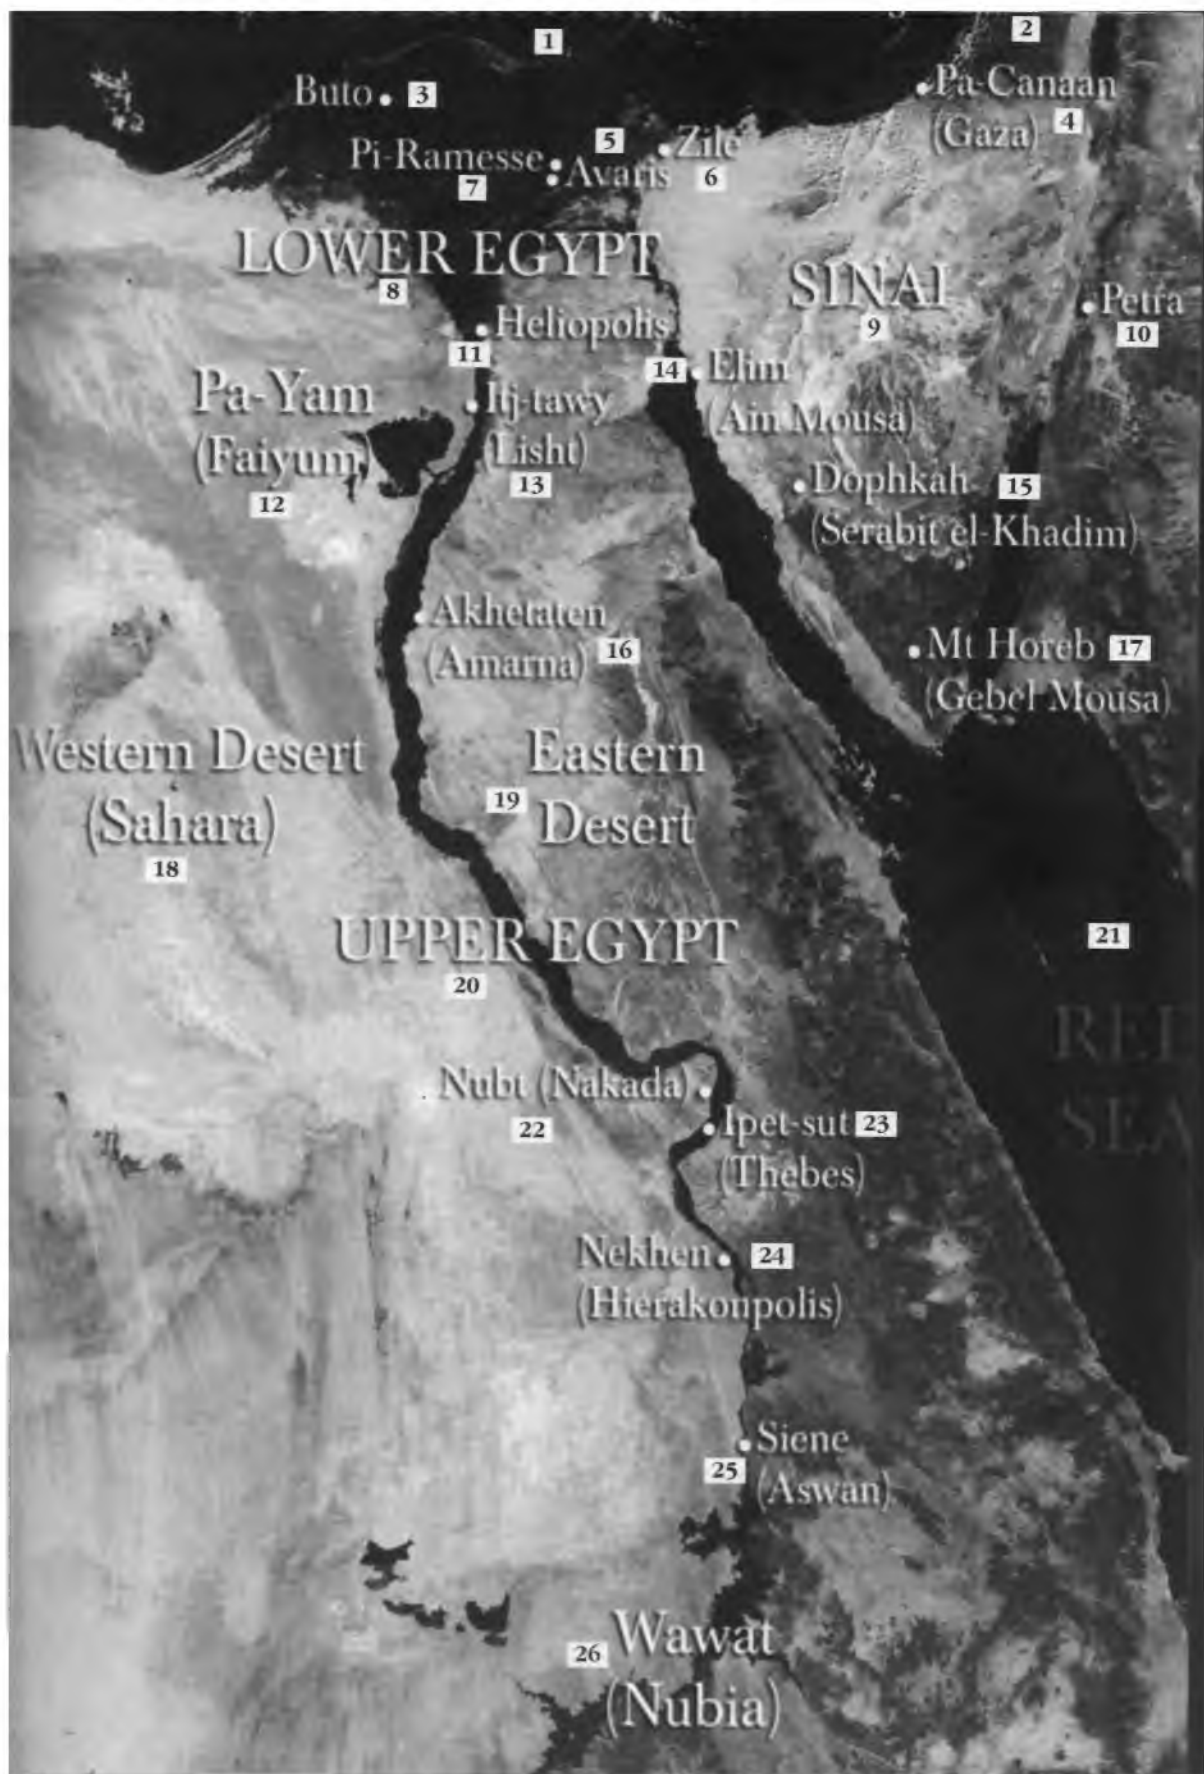 1
2
Buto 3
Pa-Canaan
(Gaza) 4
5
Zile
6
Pi-Ramesse
7
Avaris
LOWER EGYPT
8
SINAI
9
Petra
10
Heliopolis
11
14 Elim
(Ain Mousa)
Pa-Yam
(Faiyum)
12
Itj-tawy
(Lisht)
13
Dophkah 15
(Serabit el-Khadim)
Akhetaten
(Amarna) 16
Mt Horeb 17
(Gebel Mousa)
Western Desert
(Sahara)
18
Eastern
19 Desert
UPPER EGYPT
20
21
RED
SEA
Nubt (Nakada)
22
Ipet-sut 23
(Thebes)
Nekhen 24
(Hierakonpolis)
Siene
25 (Aswan)
26 Wawat
(Nubia)